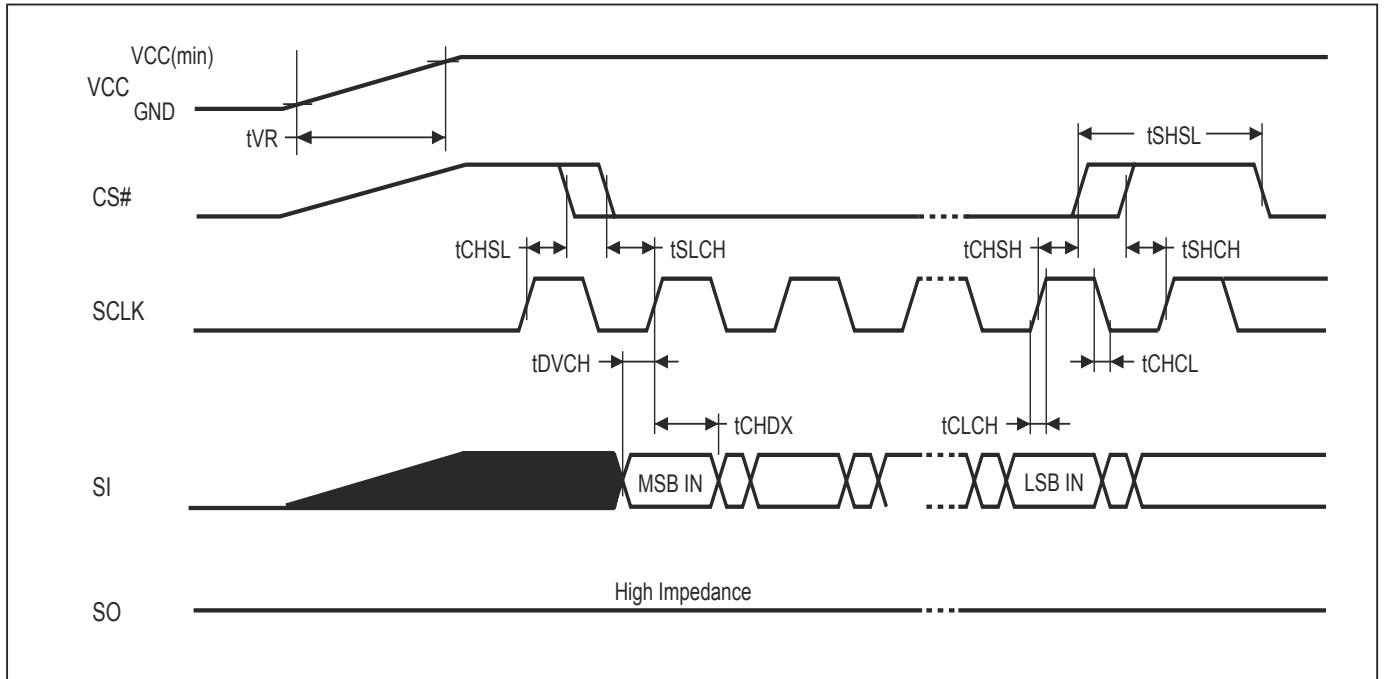 VCC(min)
VCC
GND
tVR
tSHSL
CS#
tCHSL
tSLCH
tCHSH
tSHCH
SCLK
tDVCH
tCHCL
tCHDX
tCLCH
SI
MSB IN
LSB IN
High Impedance
SO